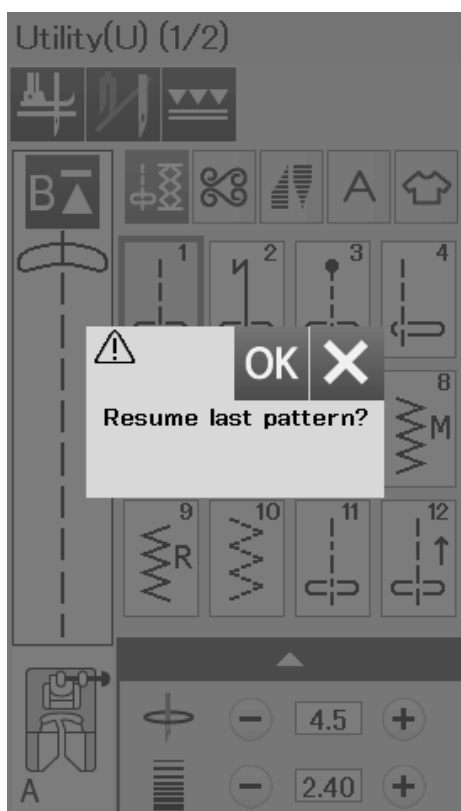 Utility(U) (1/2)
B
A
1
2
3
4
OK
Resume last pattern?
8
M
9
R
10
11
12
4.5
2.40
A